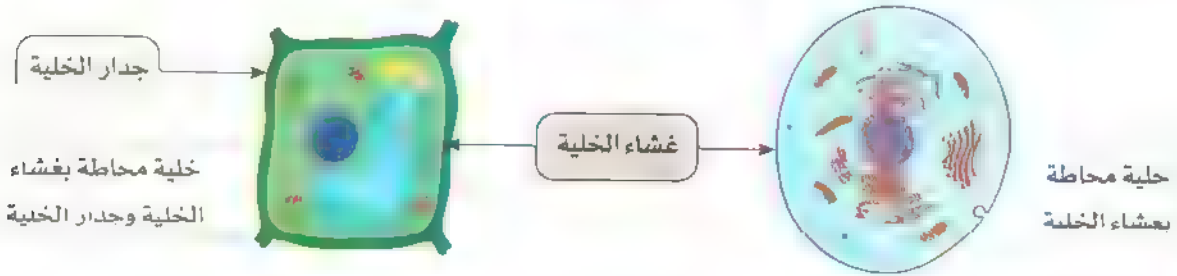 جدار الخلية
غشاء الخلية
خلية محاطة بغشاء
الخلية وجدار الخلية
خلية محاطة
بغشاء الخلية